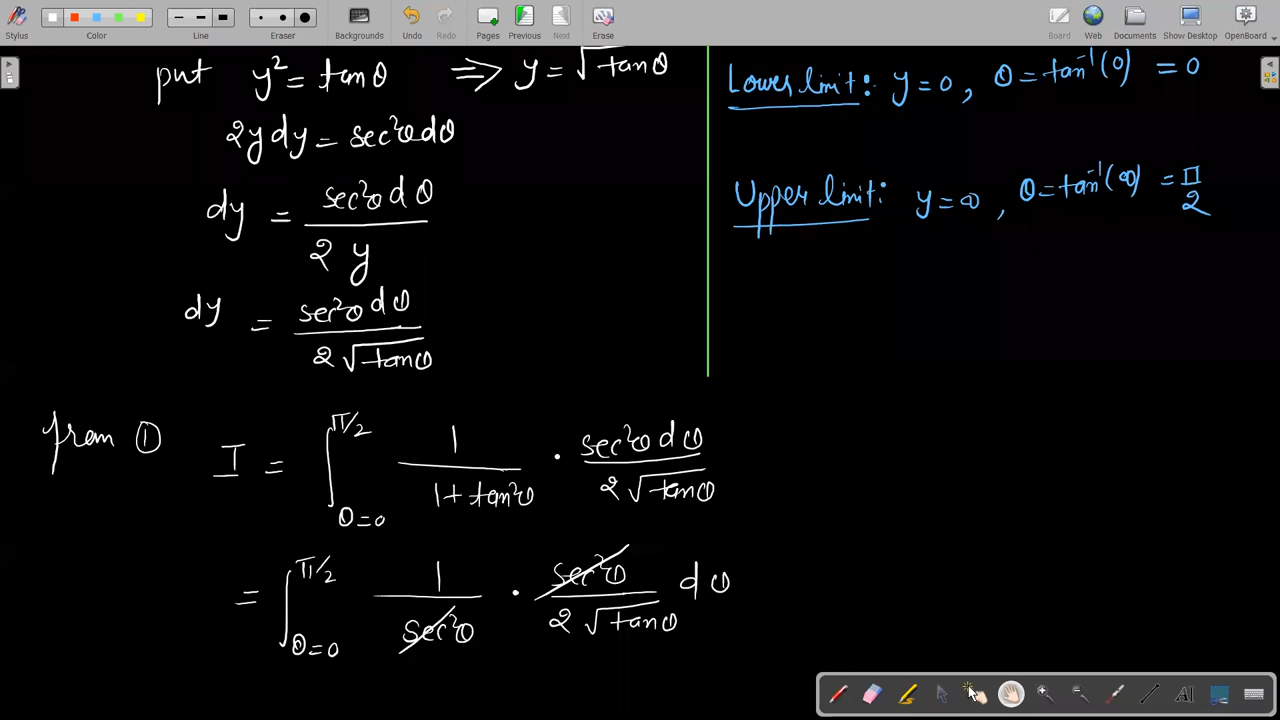 Stylus Color Line Eraser Backgrounds Undo Redo Pages Previous Next Erase Board Web Documents Show Desktop OpenBoard
put y² = tanθ ⟹ y = √tanθ
2y dy = sec²θ dθ
dy = sec²θ dθ / 2 y
dy = sec²θ dθ / 2√tanθ
Lower limit: y=0, θ = tan⁻¹(0) = 0
Upper limit: y=∞, θ = tan⁻¹(∞) = π/2
from ① I = ∫_{θ=0}^{π/2} 1/(1+tan²θ) · sec²θ dθ / 2√tanθ
= ∫_{θ=0}^{π/2} 1/sec²θ · sec²θ / 2√tanθ dθ